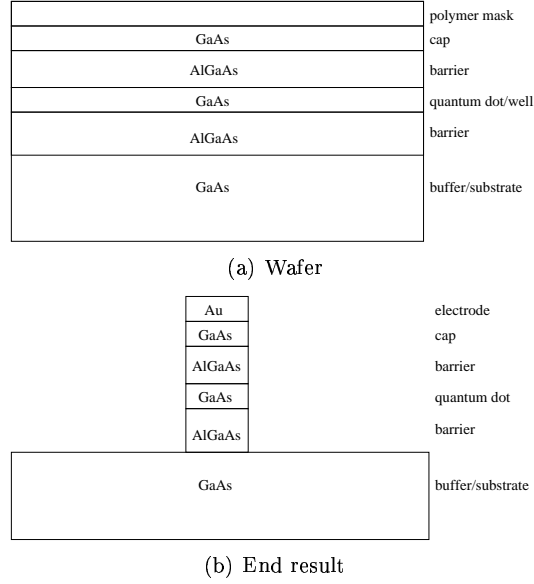 polymer mask
GaAs cap
AlGaAs barrier
GaAs quantum dot/well
AlGaAs barrier
GaAs buffer/substrate
(a) Wafer
Au electrode
GaAs cap
AlGaAs barrier
GaAs quantum dot
AlGaAs barrier
GaAs buffer/substrate
(b) End result